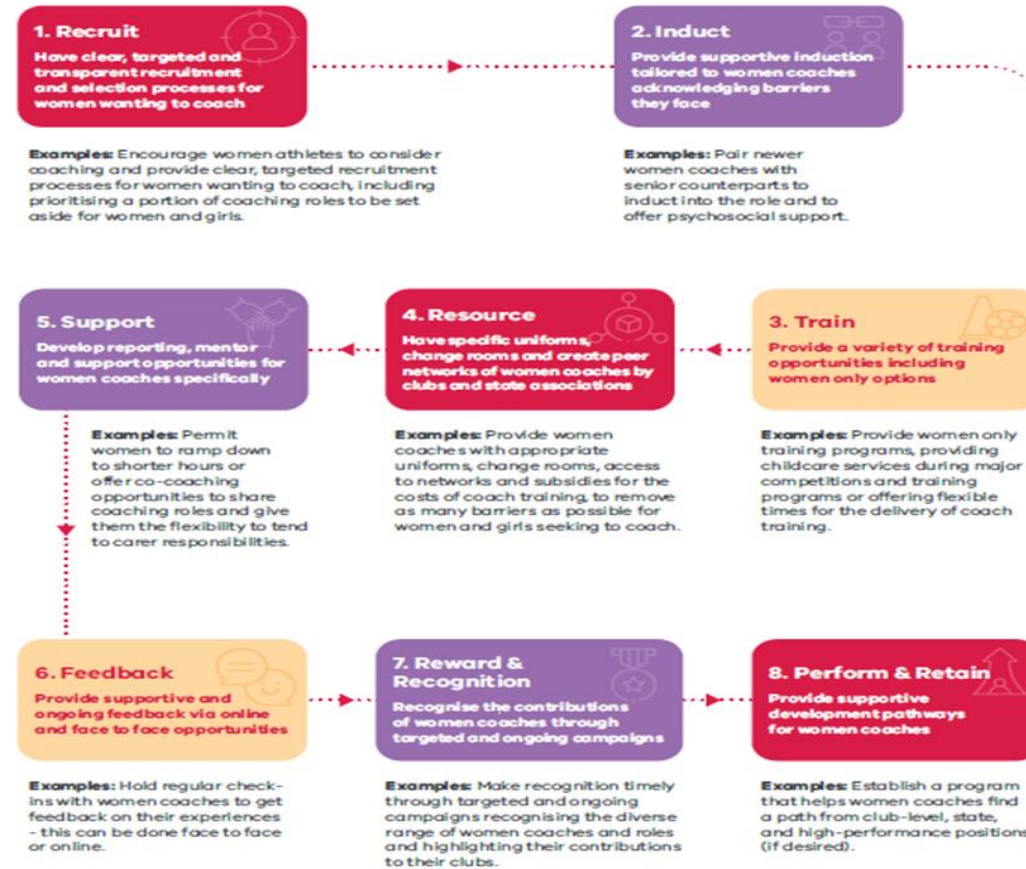 1. Recruit
Have clear, targeted and
transparent recruitment
and selection processes for
women wanting to coach
Examples: Encourage women athletes to consider
coaching and provide clear, targeted recruitment
processes for women wanting to coach, including
prioritising a portion of coaching roles to be set
aside for women and girls.
2. Induct
Provide supportive induction
tailored to women coaches
acknowledging barriers
they face
Examples: Pair newer
women coaches with
senior counterparts to
induct into the role and to
offer psychosocial support.
3. Train
Provide a variety of training
opportunities including
women only options
Examples: Provide women only
training programs, providing
childcare services during major
competitions and training
programs or offering flexible
times for the delivery of coach
training.
4. Resource
Have specific uniforms,
change rooms and create peer
networks of women coaches by
clubs and state associations
Examples: Provide women
coaches with appropriate
uniforms, change rooms, access
to networks and subsidies for the
costs of coach training, to remove
as many barriers as possible for
women and girls seeking to coach.
5. Support
Develop reporting, mentor
and support opportunities for
women coaches specifically
Examples: Permit
women to ramp down
to shorter hours or
offer co-coaching
opportunities to share
coaching roles and give
them the flexibility to tend
to carer responsibilities.
6. Feedback
Provide supportive and
ongoing feedback via online
and face to face opportunities
Examples: Hold regular check-
ins with women coaches to get
feedback on their experiences
- this can be done face to face
or online.
7. Reward &
Recognition
Recognise the contributions
of women coaches through
targeted and ongoing campaigns
Examples: Make recognition timely
through targeted and ongoing
campaigns recognising the diverse
range of women coaches and roles
and highlighting their contributions
to their clubs.
8. Perform & Retain
Provide supportive
development pathways
for women coaches
Examples: Establish a program
that helps women coaches find
a path from club-level, state,
and high-performance positions
(if desired).